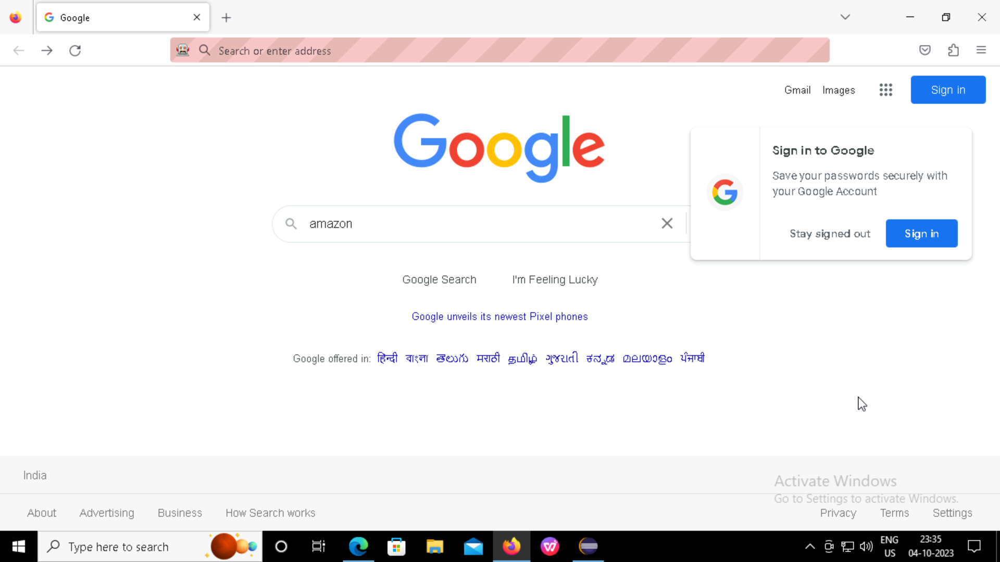 Google
Search or enter address
Gmail Images Sign in
Google
Sign in to Google
Save your passwords securely with
your Google Account
Stay signed out Sign in
amazon
Google Search I'm Feeling Lucky
Google unveils its newest Pixel phones
Google offered in: हिन्दी বাংলা తెలుగు मराठी தமிழ் ગુજરાતી ಕನ್ನಡ മലയാളം ਪੰਜਾਬੀ
India
Activate Windows
Go to Settings to activate Windows.
About Advertising Business How Search works Privacy Terms Settings
Type here to search
ENG
US
23:35
04-10-2023